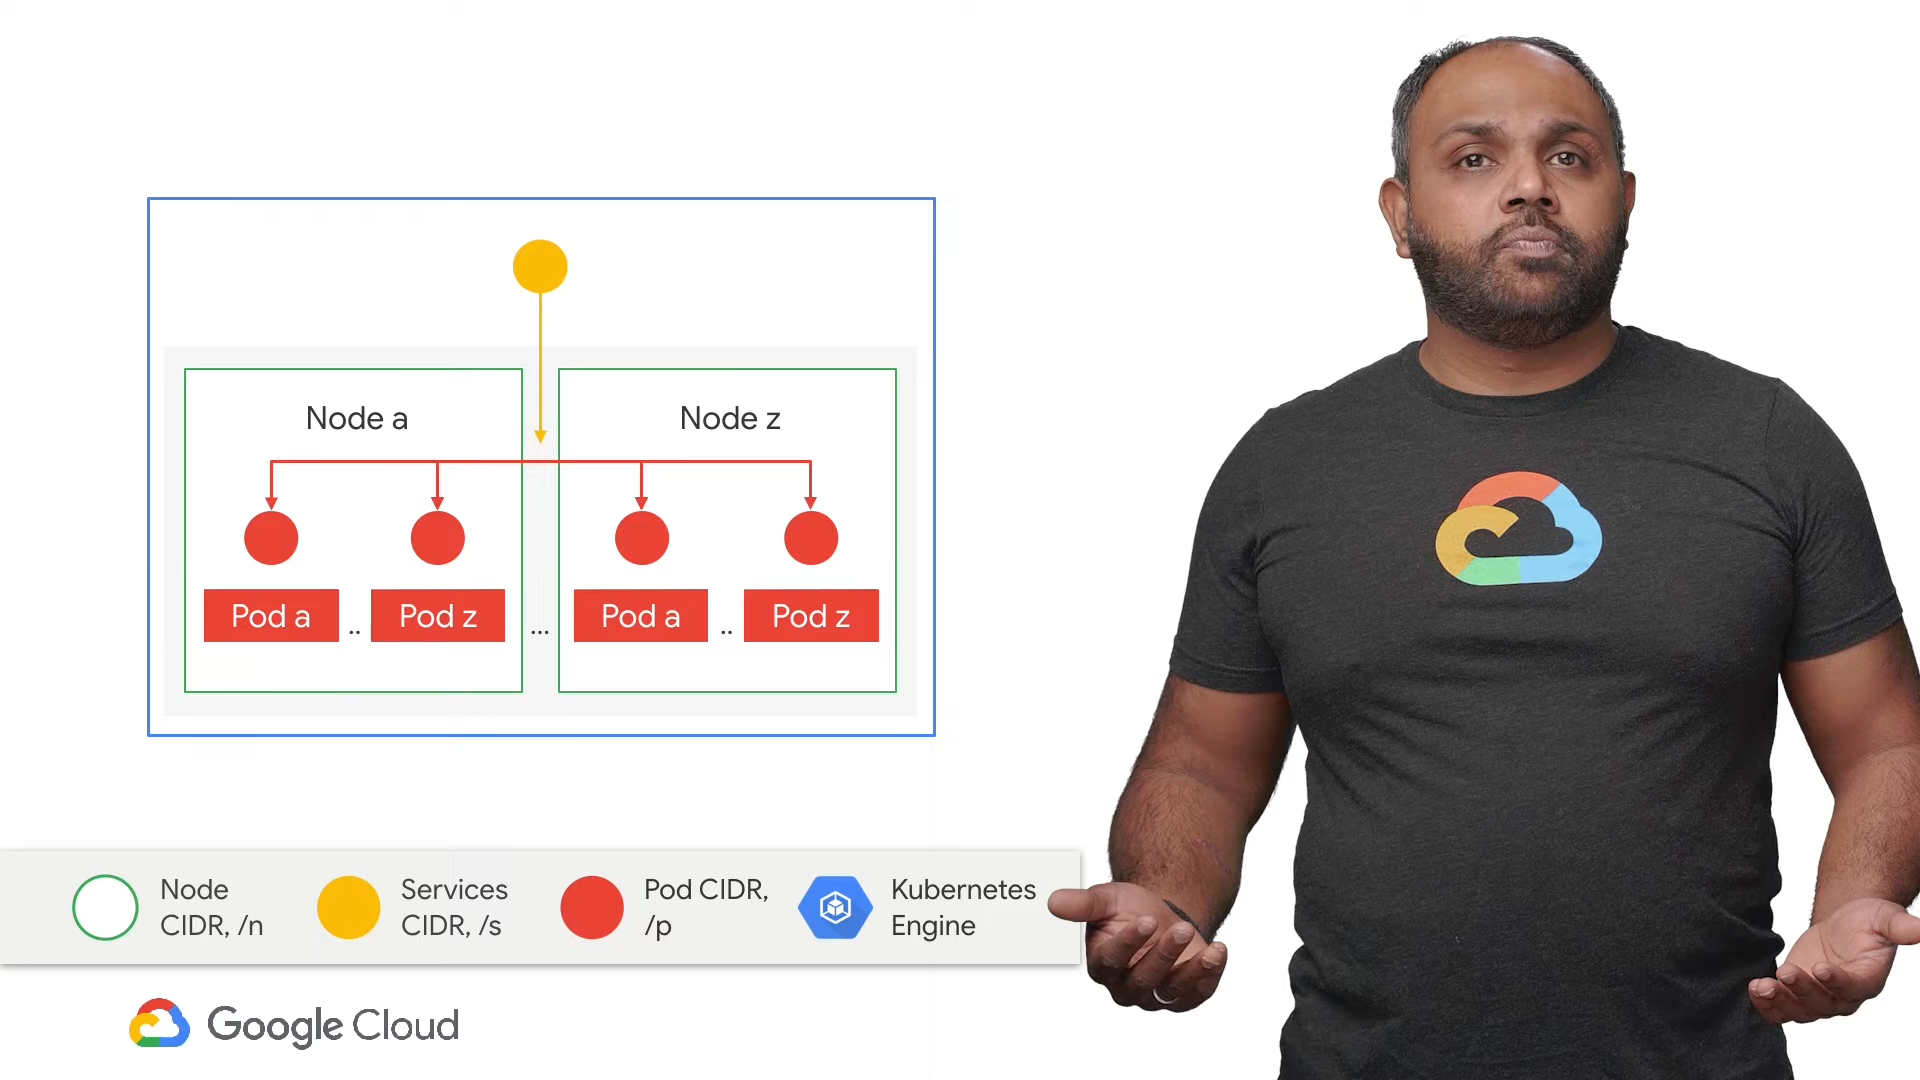 Node a
Node z
Pod a
..
Pod z
...
Pod a
..
Pod z
Node
CIDR, /n
Services
CIDR, /s
Pod CIDR,
/p
Kubernetes
Engine
Google Cloud